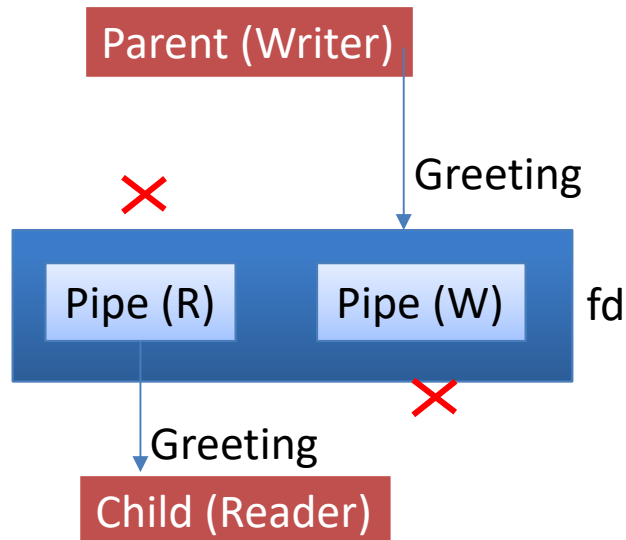 Parent (Writer)
Greeting
Pipe (R)
Pipe (W)
fd
Greeting
Child (Reader)